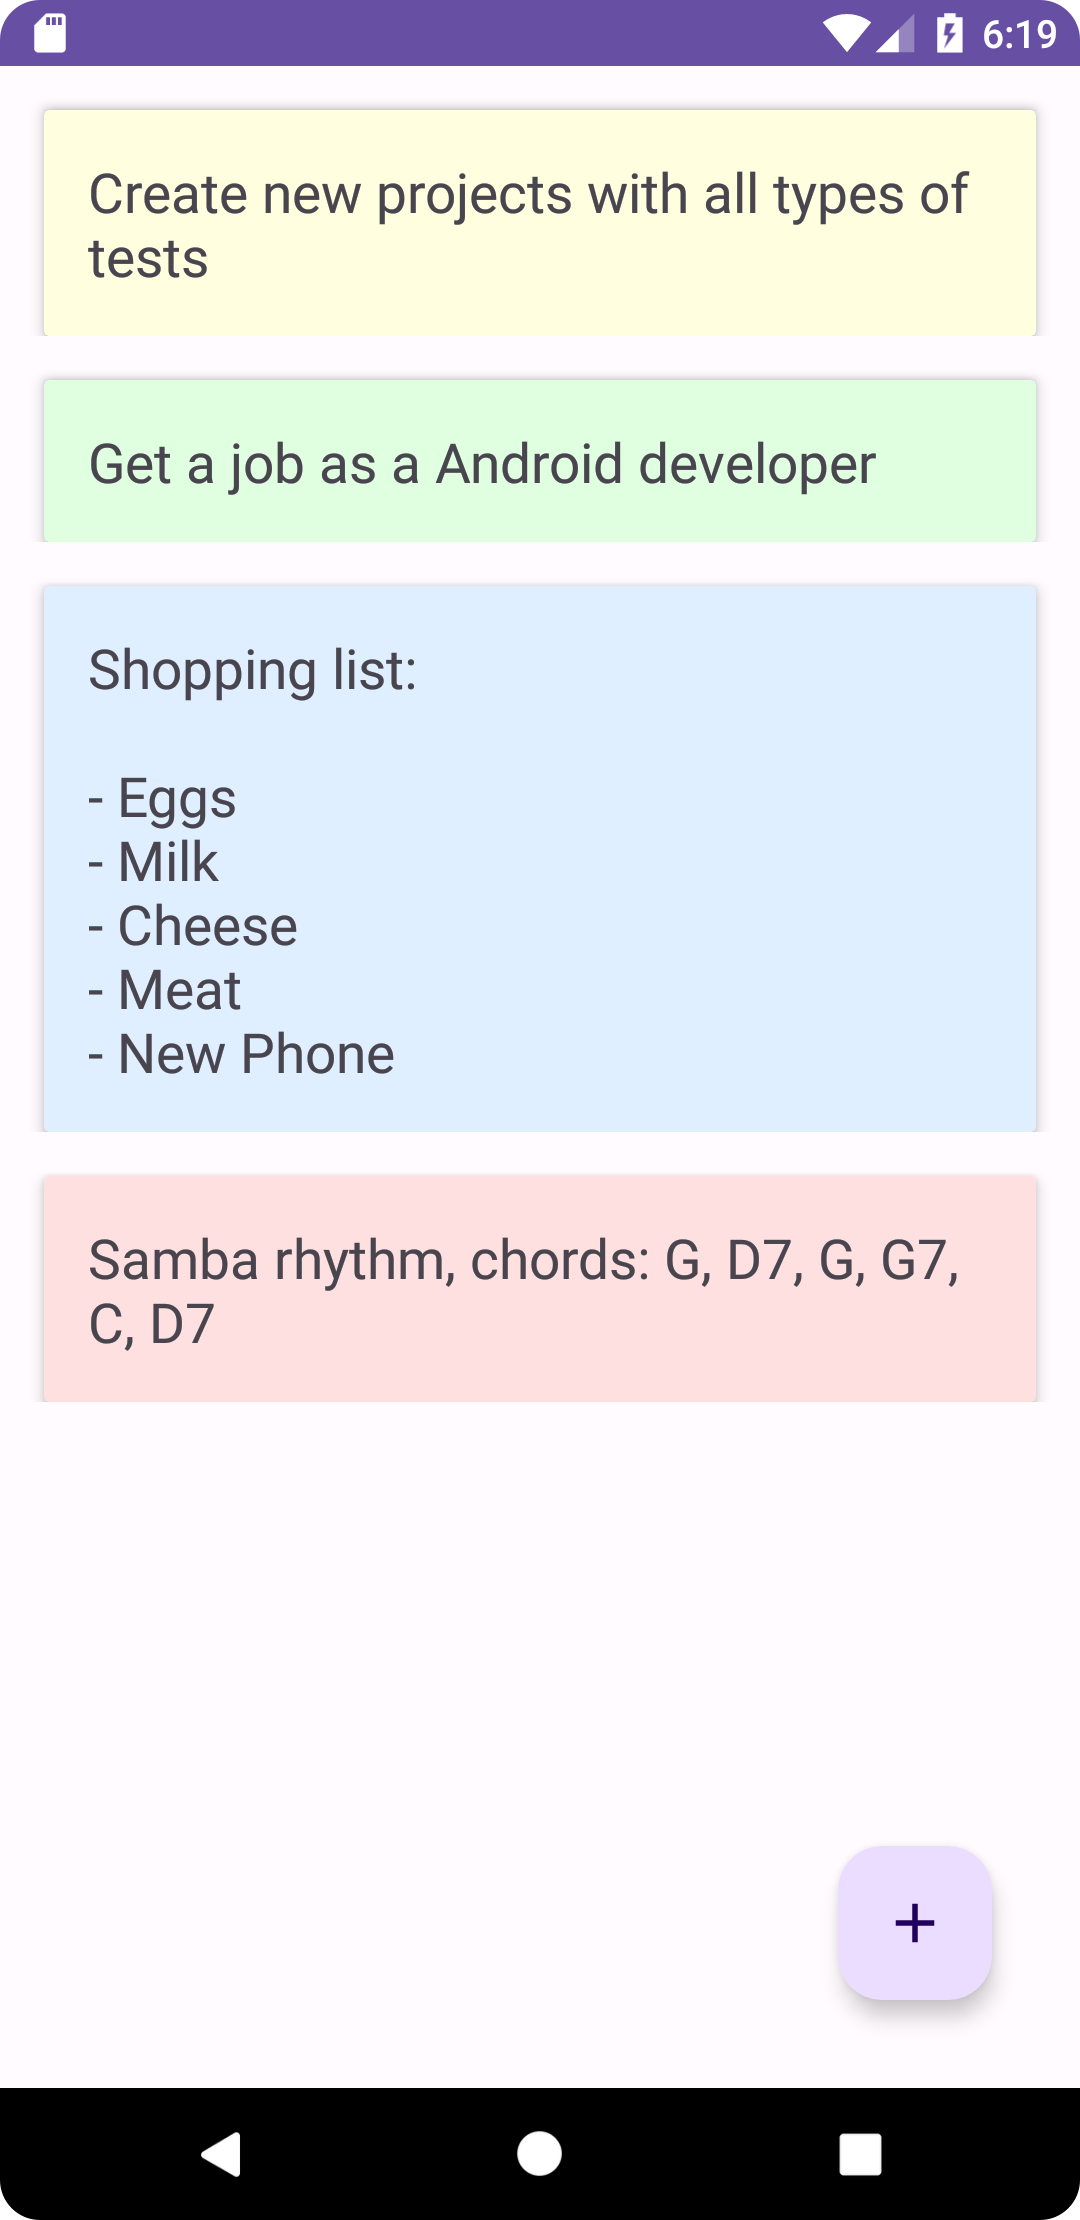 6:19
Create new projects with all types of
tests
Get a job as a Android developer
Shopping list:
- Eggs
- Milk
- Cheese
- Meat
- New Phone
Samba rhythm, chords: G, D7, G, G7,
C, D7